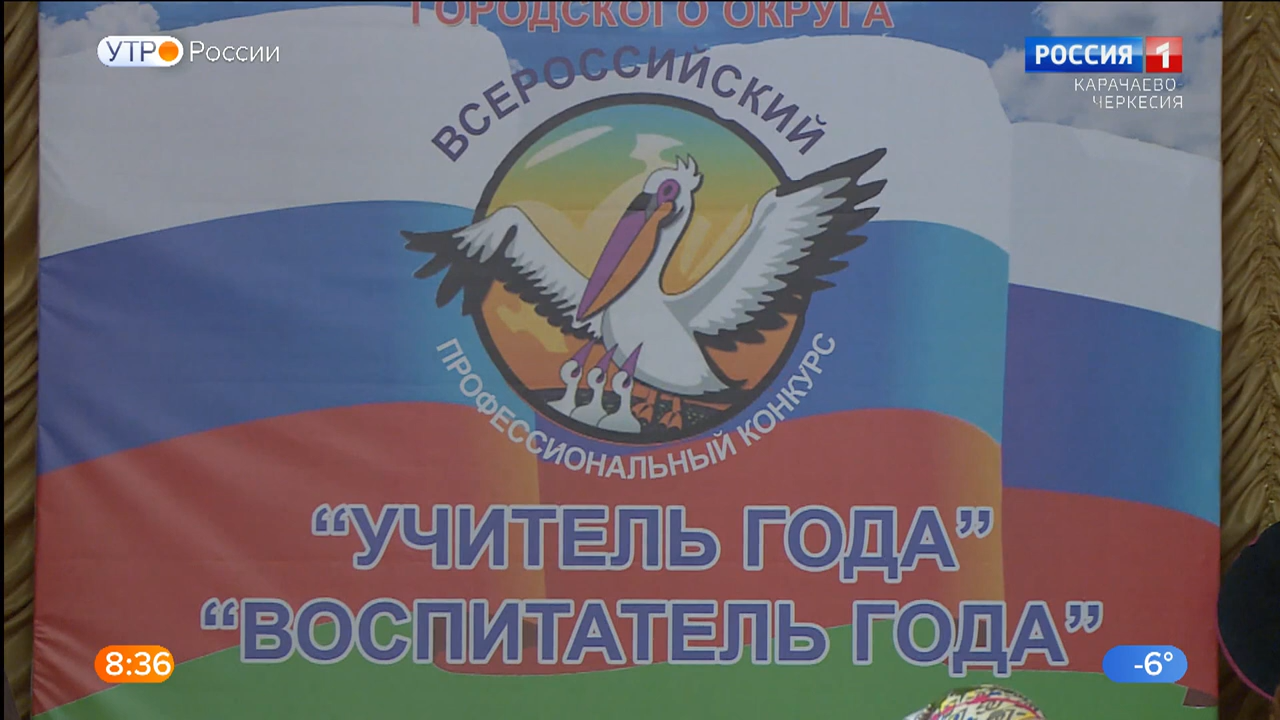 ГОРОДСКОГО ОКРУГА
УТРО России
РОССИЯ 1
КАРАЧАЕВО-
ЧЕРКЕСИЯ
ВСЕРОССИЙСКИЙ
ПРОФЕССИОНАЛЬНЫЙ КОНКУРС
“УЧИТЕЛЬ ГОДА”
“ВОСПИТАТЕЛЬ ГОДА”
8:36
-6°